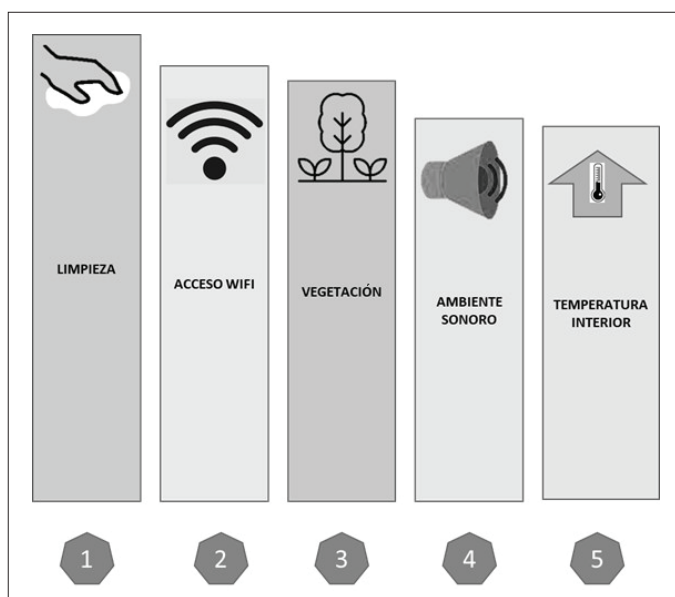 LIMPIEZA
ACCESO WIFI
VEGETACIÓN
AMBIENTE
SONORO
TEMPERATURA
INTERIOR
1
2
3
4
5